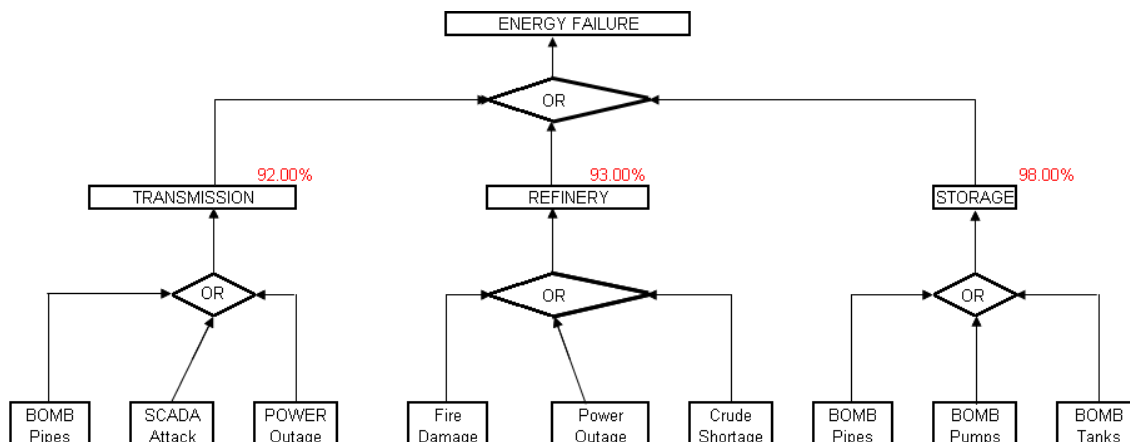 ENERGY FAILURE
OR
92.00%
93.00%
98.00%
TRANSMISSION
REFINERY
STORAGE
OR
OR
OR
BOMB
Pipes
SCADA
Attack
POWER
Outage
Fire
Damage
Power
Outage
Crude
Shortage
BOMB
Pipes
BOMB
Pumps
BOMB
Tanks